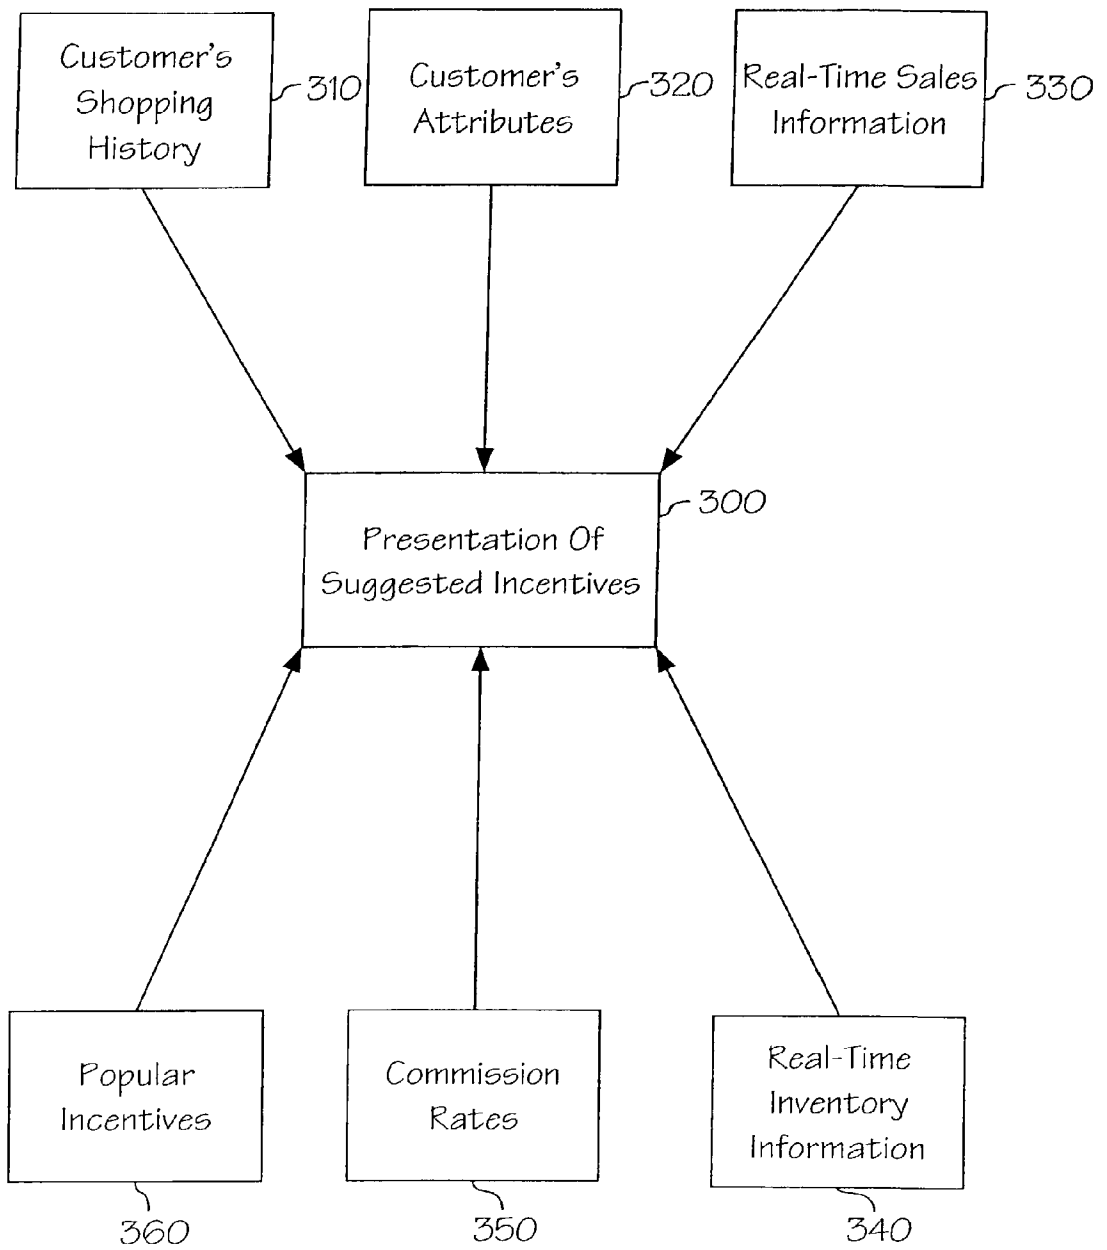 Customer's
Shopping
History
310
Customer's
Attributes
320
Real-Time Sales
Information
330
Presentation Of
Suggested Incentives
300
Popular
Incentives
360
Commission
Rates
350
Real-Time
Inventory
Information
340